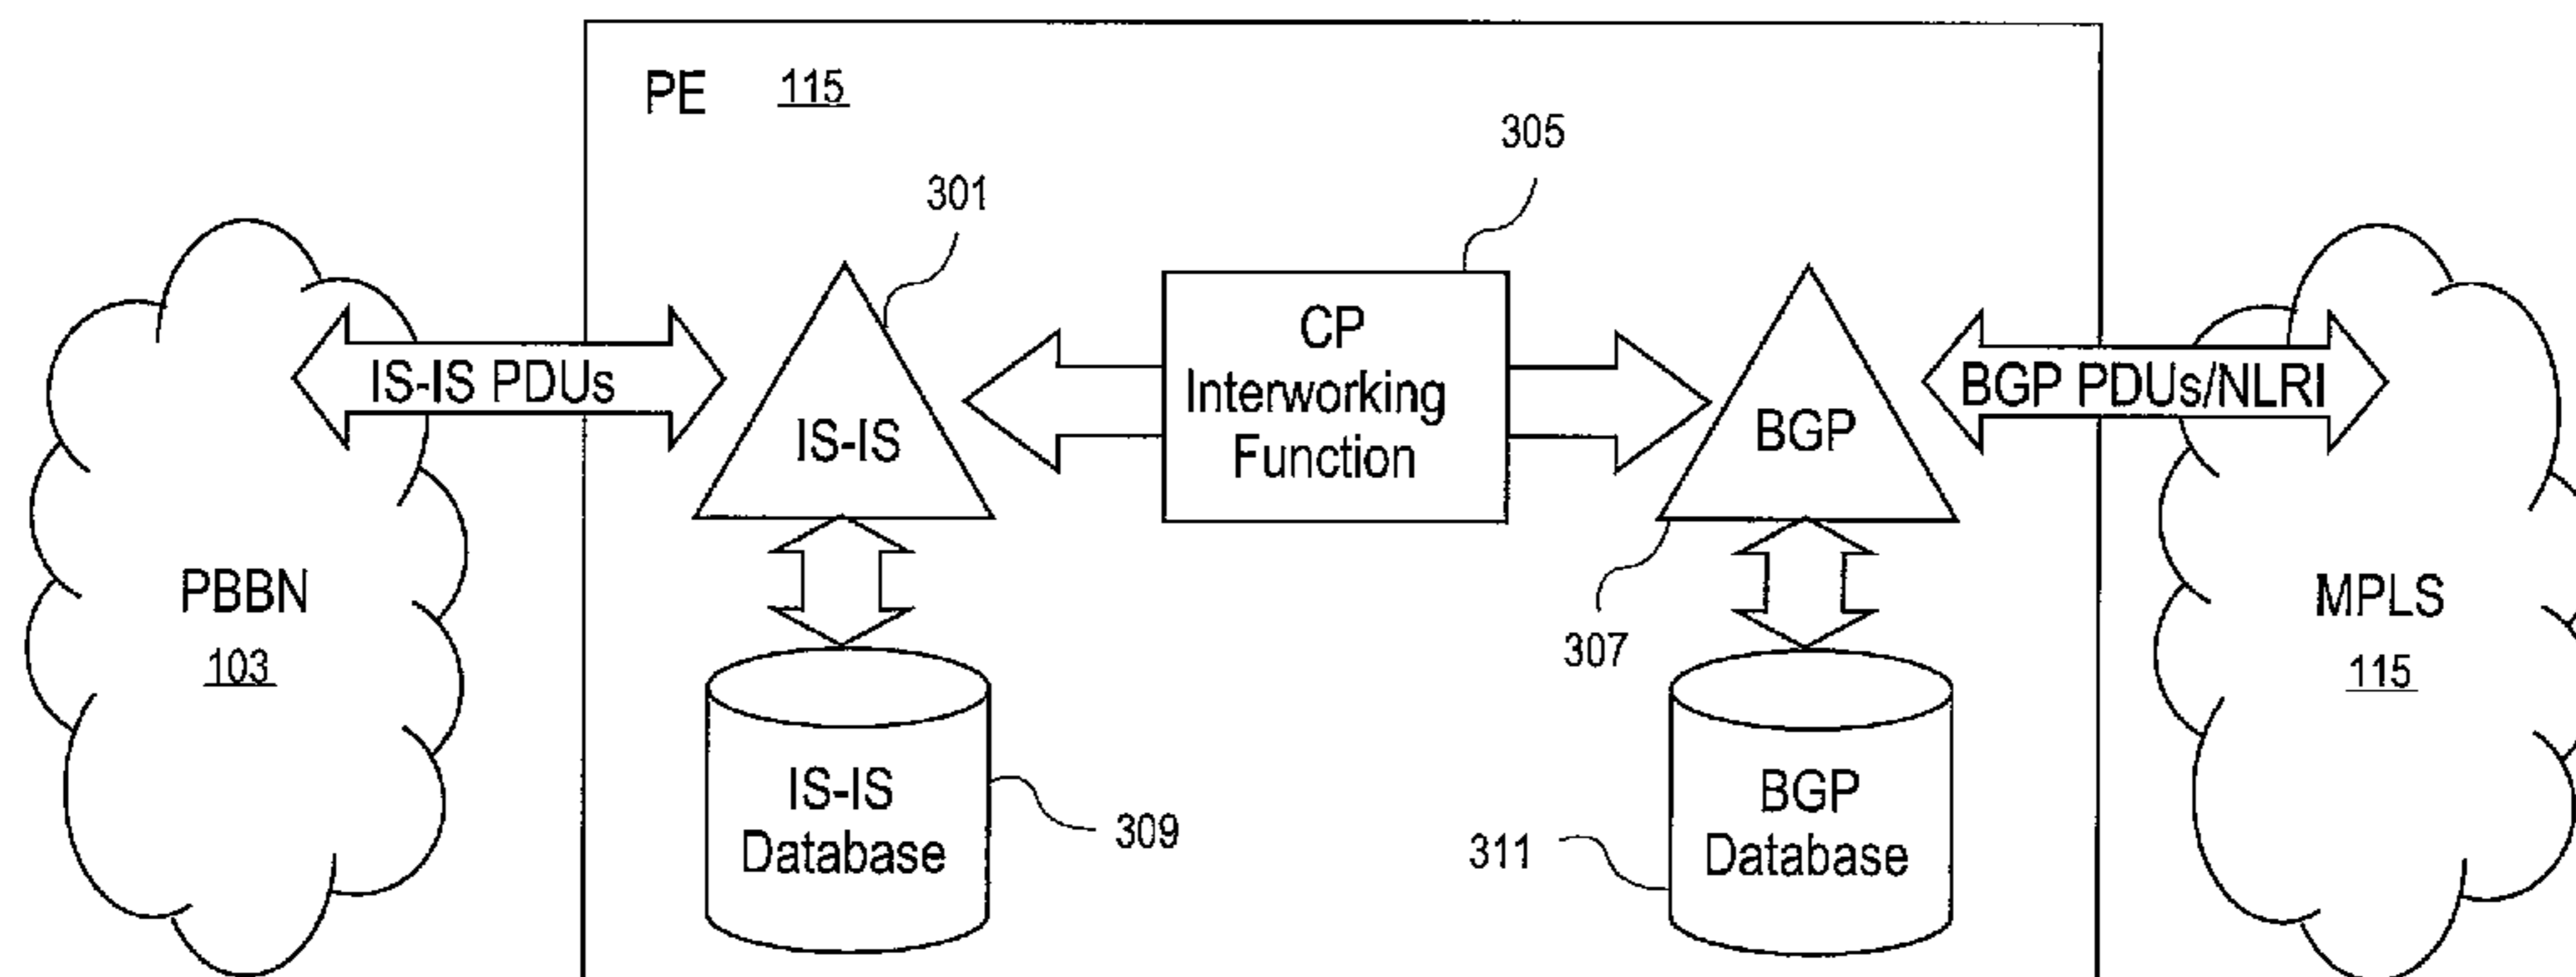 PE 115
305
301
CP
Interworking
Function
IS-IS PDUs
IS-IS
BGP
BGP PDUs/NLRI
PBBN
103
307
MPLS
115
IS-IS
Database
309
311
BGP
Database